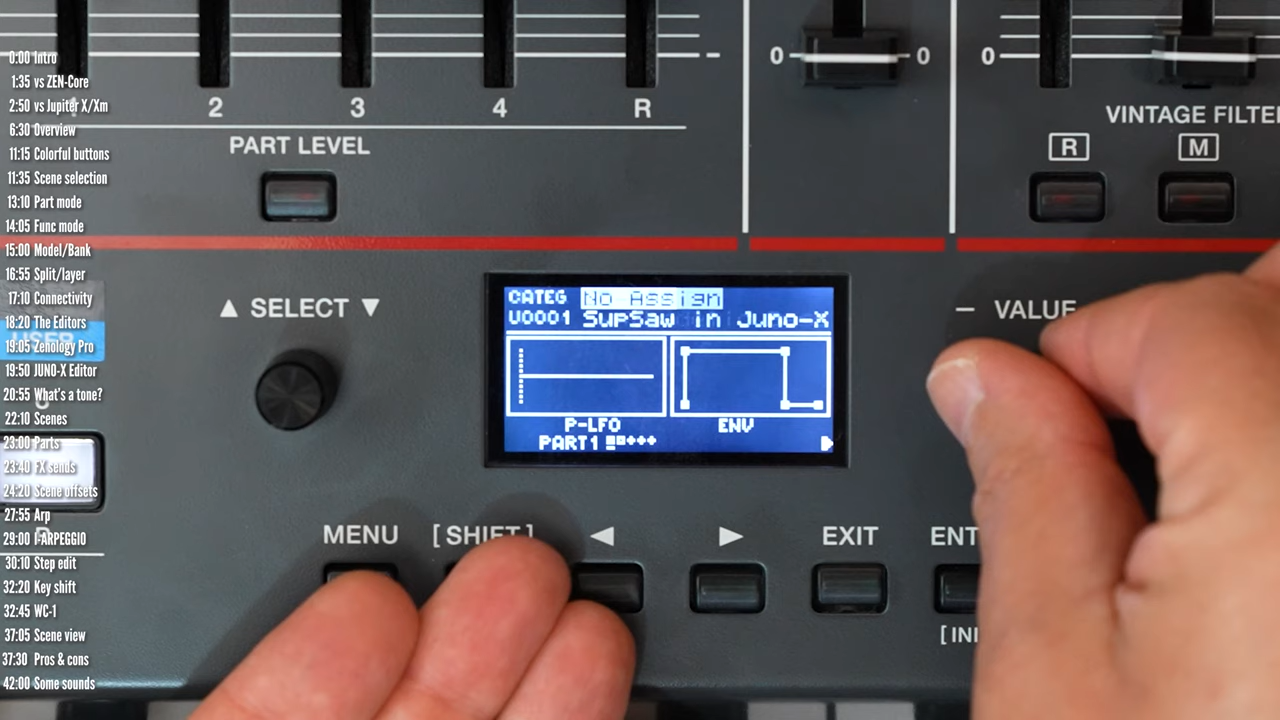 0:00 Intro
1:35 vs ZEN-Core
2:50 vs Jupiter X/Xm
6:30 Overview
11:15 Colorful buttons
11:35 Scene selection
13:10 Part mode
14:05 Func mode
15:00 Model/Bank
16:55 Split/layer
17:10 Connectivity
18:20 The Editors
19:05 Zenology Pro
19:50 JUNO-X Editor
20:55 What's a tone?
22:10 Scenes
23:00 Parts
23:40 FX sends
24:20 Scene offsets
27:55 Arp
29:00 I-ARPEGGIO
30:10 Step edit
32:20 Key shift
32:45 WC-1
37:05 Scene view
37:30 Pros & cons
42:00 Some sounds
2 3 4 R
PART LEVEL
0 0
0
VINTAGE FILTE
R M
▲ SELECT ▼
CATEG No Assign
U0001 SupSaw in Juno-X
P-LFO ENV
PART1
− VALUE
MENU [SHIFT] ◀ ▶ EXIT ENT
[INI